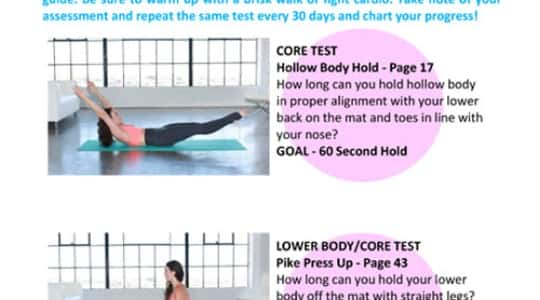 guide. Be sure to warm up with a brisk walk or light cardio. Take note of your
assessment and repeat the same test every 30 days and chart your progress!
CORE TEST
Hollow Body Hold - Page 17
How long can you hold hollow body
in proper alignment with your lower
back on the mat and toes in line with
your nose?
GOAL - 60 Second Hold
LOWER BODY/CORE TEST
Pike Press Up - Page 43
How long can you hold your lower
body off the mat with straight legs?